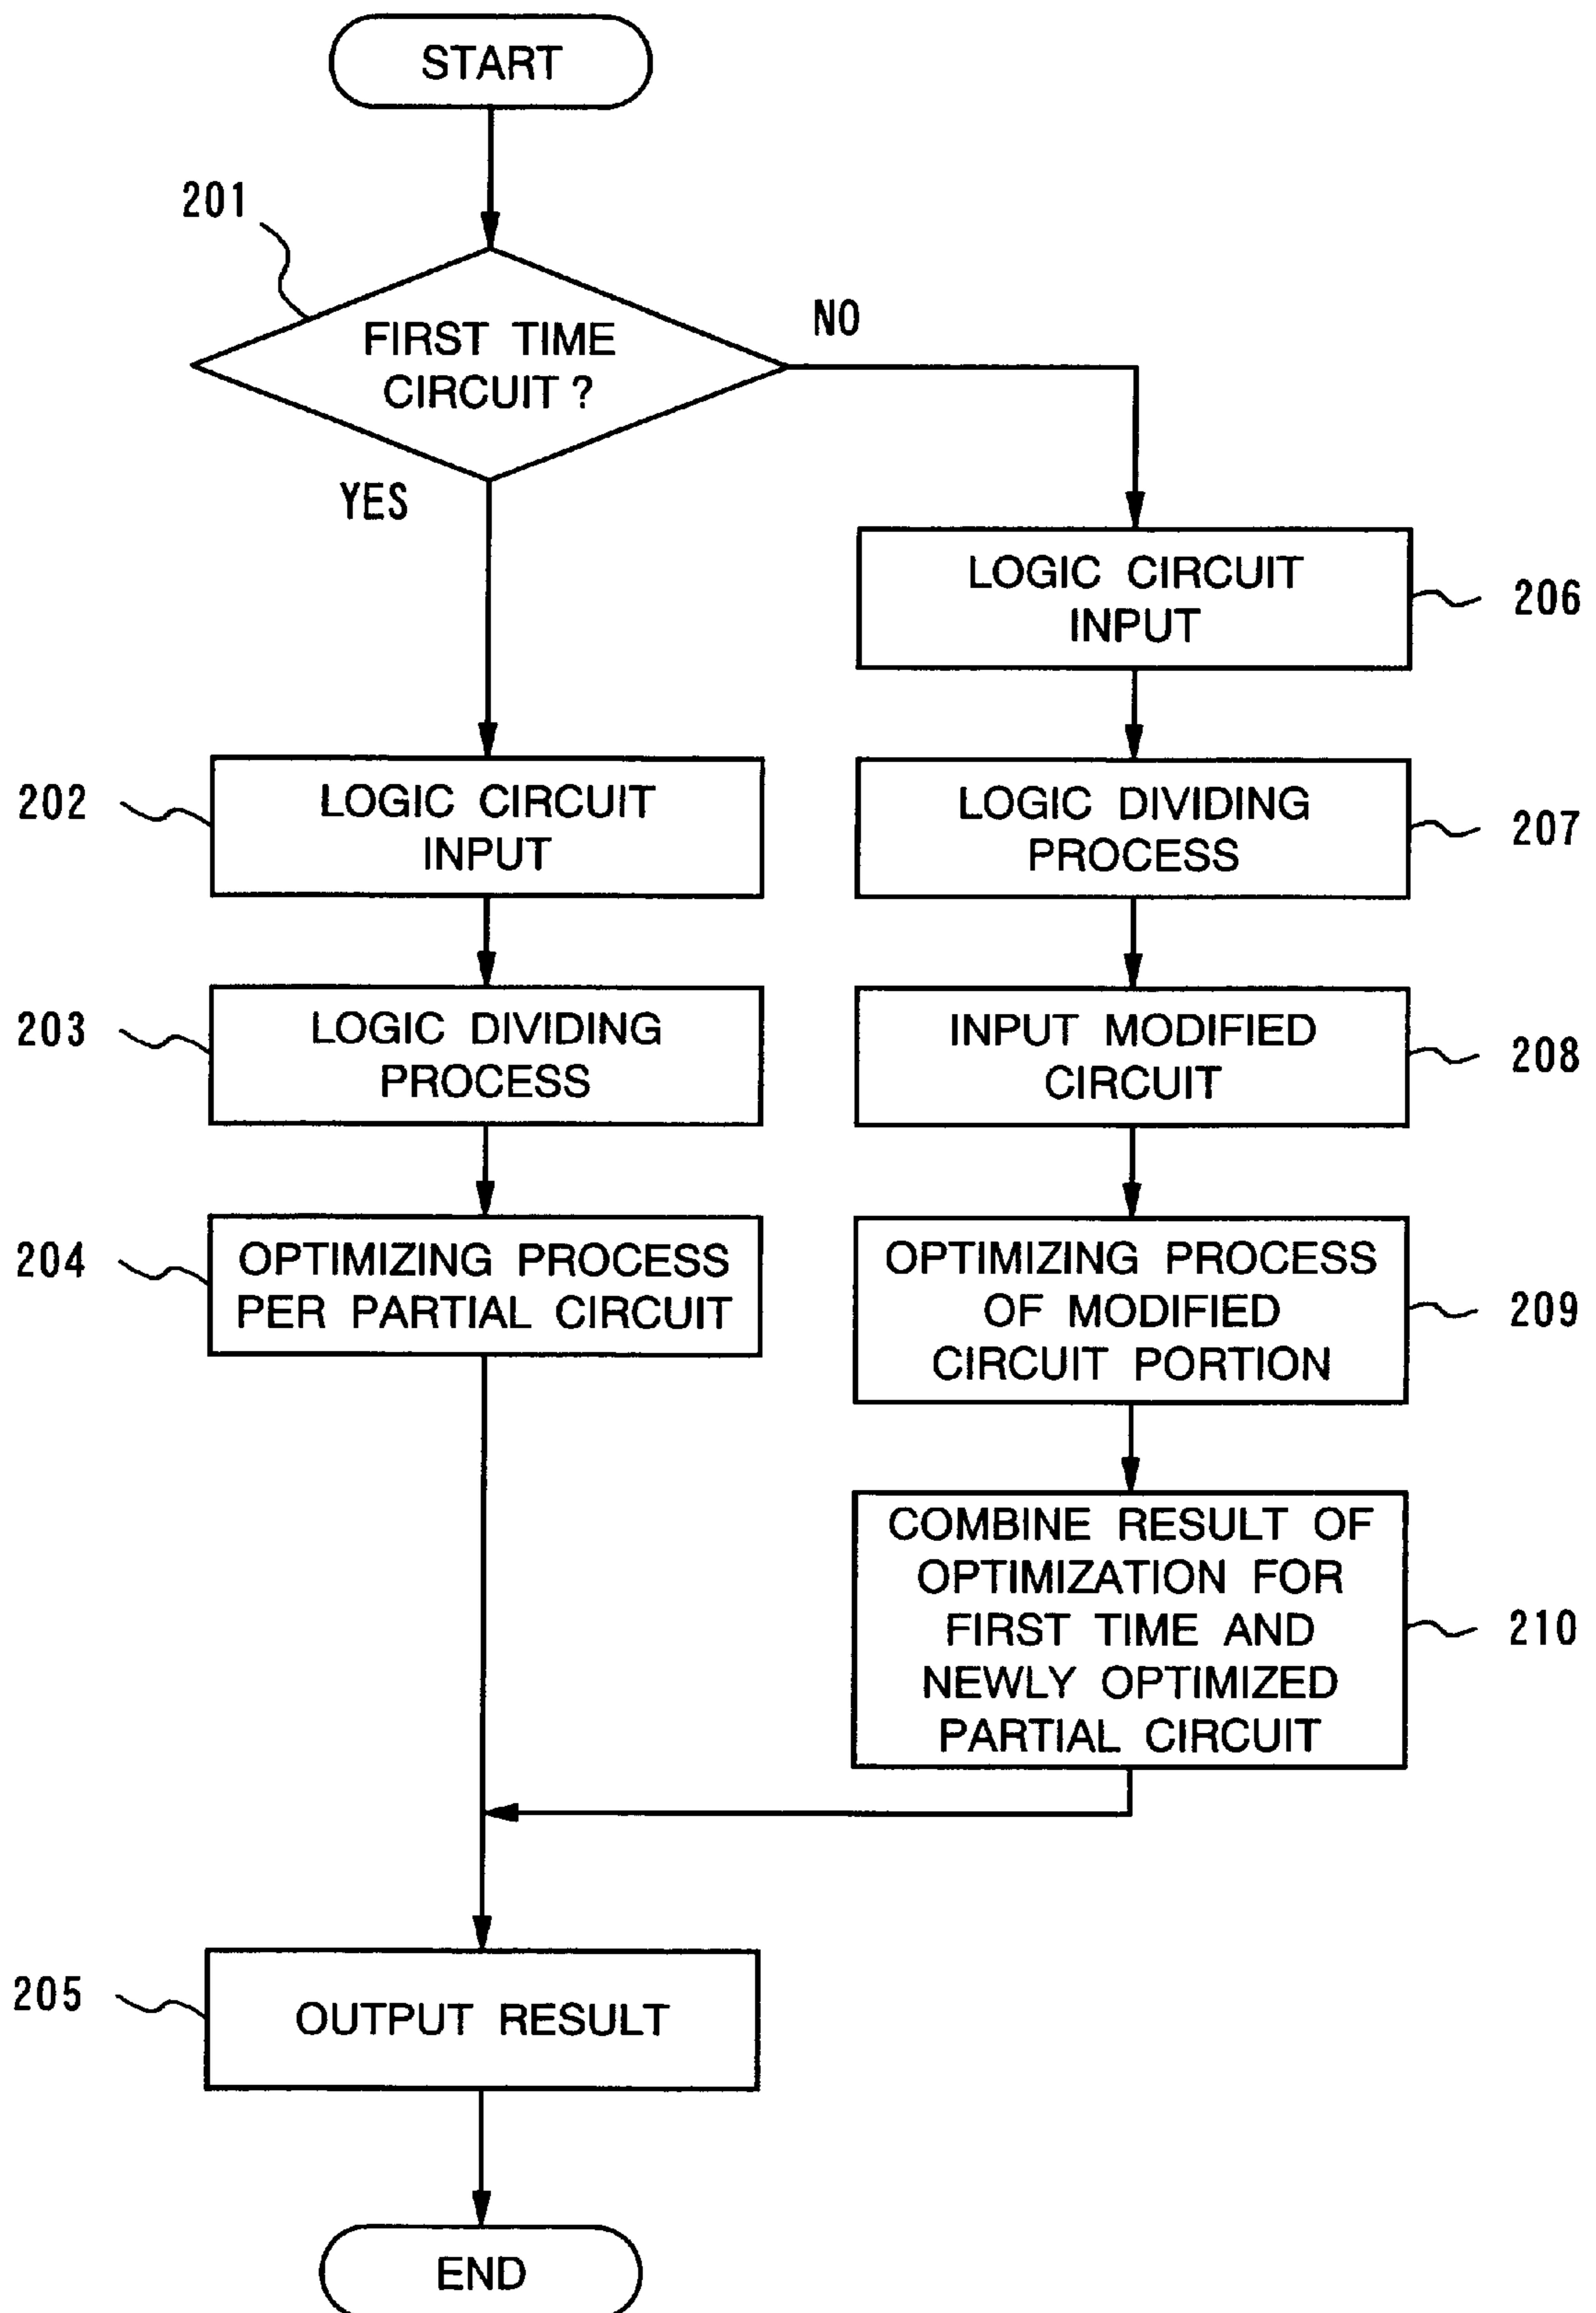 START
201
FIRST TIME
CIRCUIT ?
NO
YES
LOGIC CIRCUIT
INPUT
206
202
LOGIC CIRCUIT
INPUT
LOGIC DIVIDING
PROCESS
207
203
LOGIC DIVIDING
PROCESS
INPUT MODIFIED
CIRCUIT
208
204
OPTIMIZING PROCESS
PER PARTIAL CIRCUIT
OPTIMIZING PROCESS
OF MODIFIED
CIRCUIT PORTION
209
COMBINE RESULT OF
OPTIMIZATION FOR
FIRST TIME AND
NEWLY OPTIMIZED
PARTIAL CIRCUIT
210
205
OUTPUT RESULT
END